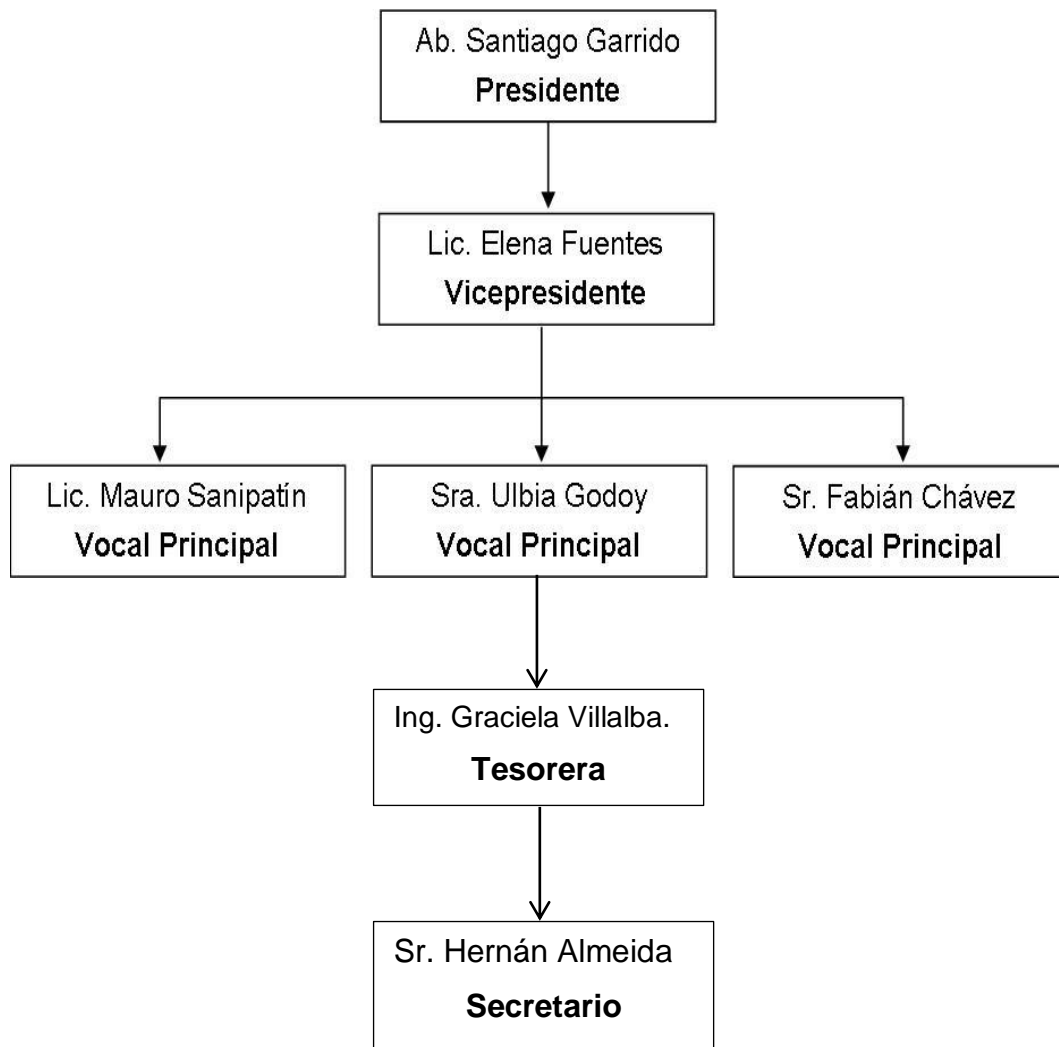 Ab. Santiago Garrido
Presidente
Lic. Elena Fuentes
Vicepresidente
Lic. Mauro Sanipatín
Vocal Principal
Sra. Ulbia Godoy
Vocal Principal
Sr. Fabián Chávez
Vocal Principal
Ing. Graciela Villalba.
Tesorera
Sr. Hernán Almeida
Secretario